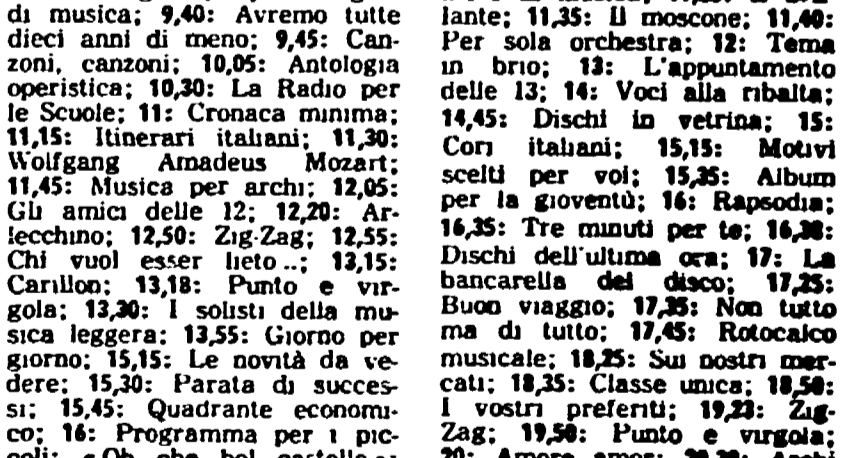 di musica; 9,40: Avremo tutte
dieci anni di meno; 9,45: Can-
zoni, canzoni; 10,05: Antologia
operistica; 10,30: La Radio per
le Scuole; 11: Cronaca minima;
11,15: Itinerari italiani; 11,30:
Wolfgang Amadeus Mozart;
11,45: Musica per archi; 12,05:
Gli amici delle 12; 12,20: Ar-
lecchino; 12,50: Zig-Zag; 12,55:
Chi vuol esser lieto...; 13,15:
Carillon; 13,18: Punto e vir-
gola; 13,30: I solisti della mu-
sica leggera; 13,55: Giorno per
giorno; 15,15: Le novità da ve-
dere; 15,30: Parata di succes-
si; 15,45: Quadrante economi-
co; 16: Programma per i pic-
lante; 11,35: Il moscone; 11,40:
Per sola orchestra; 12: Tema
in brio; 13: L'appuntamento
delle 13; 14: Voci alla ribalta;
14,45: Dischi in vetrina; 15:
Cori italiani; 15,15: Motivi
scelti per voi; 15,35: Album
per la gioventù; 16: Rapsodia;
16,35: Tre minuti per te; 16,38:
Dischi dell'ultima ora; 17: La
bancarella del disco; 17,25:
Buon viaggio; 17,35: Non tutto
ma di tutto; 17,45: Rotocalco
musicale; 18,25: Sui nostri mer-
cati; 18,35: Classe unica; 18,50:
I vostri preferiti; 19,23: Zig-
Zag; 19,50: Punto e virgola;